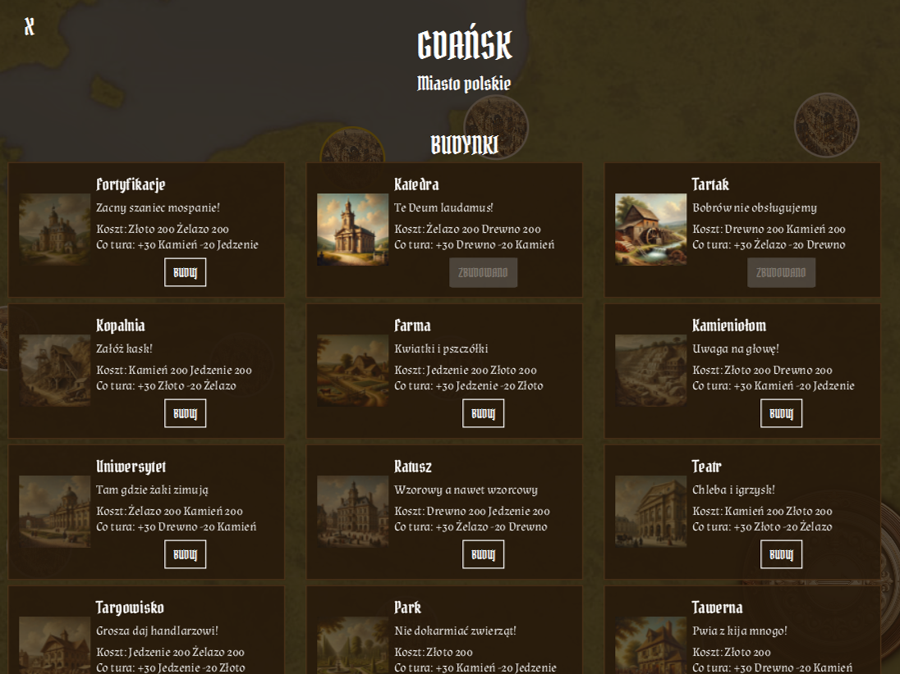 X
GDAŃSK
Miasto polskie
BUDYNKI
Fortyfikacje
Zacny szaniec mospanie!
Koszt: Złoto 200 Żelazo 200
Co tura: +30 Kamień -20 Jedzenie
BUDUJ
Katedra
Te Deum laudamus!
Koszt: Żelazo 200 Drewno 200
Co tura: +30 Drewno -20 Kamień
ZBUDOWANO
Tartak
Bobrów nie obsługujemy
Koszt: Drewno 200 Kamień 200
Co tura: +30 Żelazo -20 Drewno
ZBUDOWANO
Kopalnia
Załóż kask!
Koszt: Kamień 200 Jedzenie 200
Co tura: +30 Złoto -20 Żelazo
BUDUJ
Farma
Kwiatki i pszczółki
Koszt: Jedzenie 200 Złoto 200
Co tura: +30 Jedzenie -20 Złoto
BUDUJ
Kamieniołom
Uwaga na głowę!
Koszt: Złoto 200 Drewno 200
Co tura: +30 Kamień -20 Jedzenie
BUDUJ
Uniwersytet
Tam gdzie żaki zimują
Koszt: Żelazo 200 Kamień 200
Co tura: +30 Drewno -20 Kamień
BUDUJ
Ratusz
Wzorowy a nawet wzorcowy
Koszt: Drewno 200 Jedzenie 200
Co tura: +30 Żelazo -20 Drewno
BUDUJ
Teatr
Chleba i igrzysk!
Koszt: Kamień 200 Złoto 200
Co tura: +30 Złoto -20 Żelazo
BUDUJ
Targowisko
Grosza daj handlarzowi!
Koszt: Jedzenie 200 Żelazo 200
Co tura: +30 Jedzenie -20 Złoto
Park
Nie dokarmiać zwierząt!
Koszt: Złoto 200
Co tura: +30 Kamień -20 Jedzenie
Tawerna
Pwia z kija mnogo!
Koszt: Żelazo 200
Co tura: +30 Drewno -20 Kamień